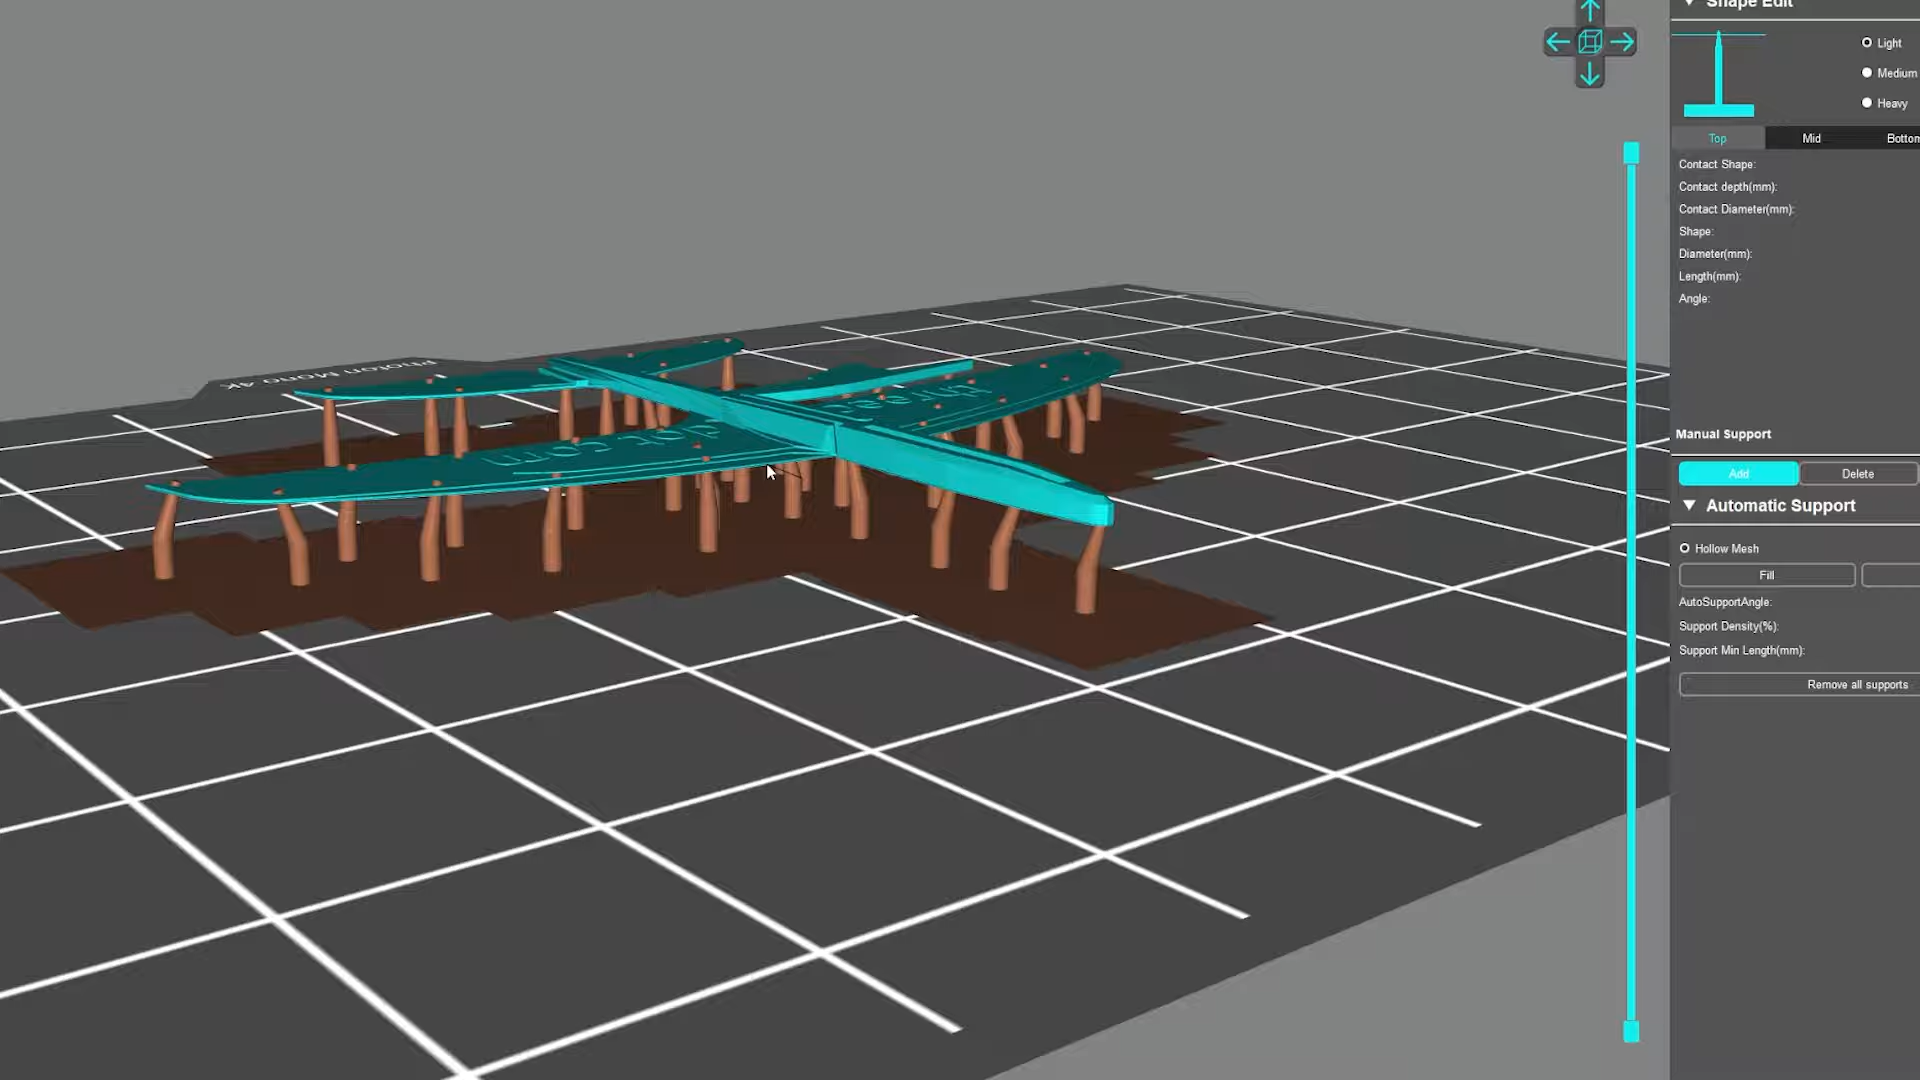 Shape Edit
Light
Medium
Heavy
Top
Mid
Bottom
Contact Shape:
Contact depth(mm):
Contact Diameter(mm):
Shape:
Diameter(mm):
Length(mm):
Angle:
Photon Mono 4K
Manual Support
Add
Delete
Automatic Support
Hollow Mesh
Fill
AutoSupportAngle:
Support Density(%):
Support Min Length(mm):
Remove all supports